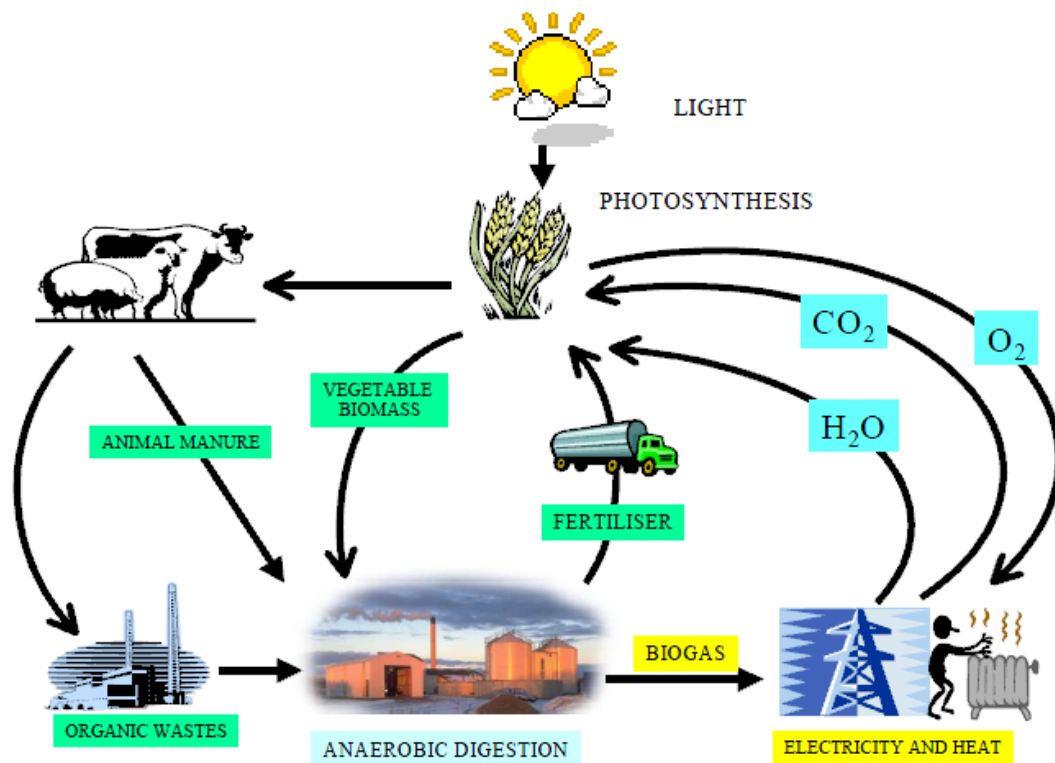 LIGHT
PHOTOSYNTHESIS
CO₂
O₂
VEGETABLE
BIOMASS
ANIMAL MANURE
H₂O
FERTILISER
BIOGAS
ORGANIC WASTES
ANAEROBIC DIGESTION
ELECTRICITY AND HEAT